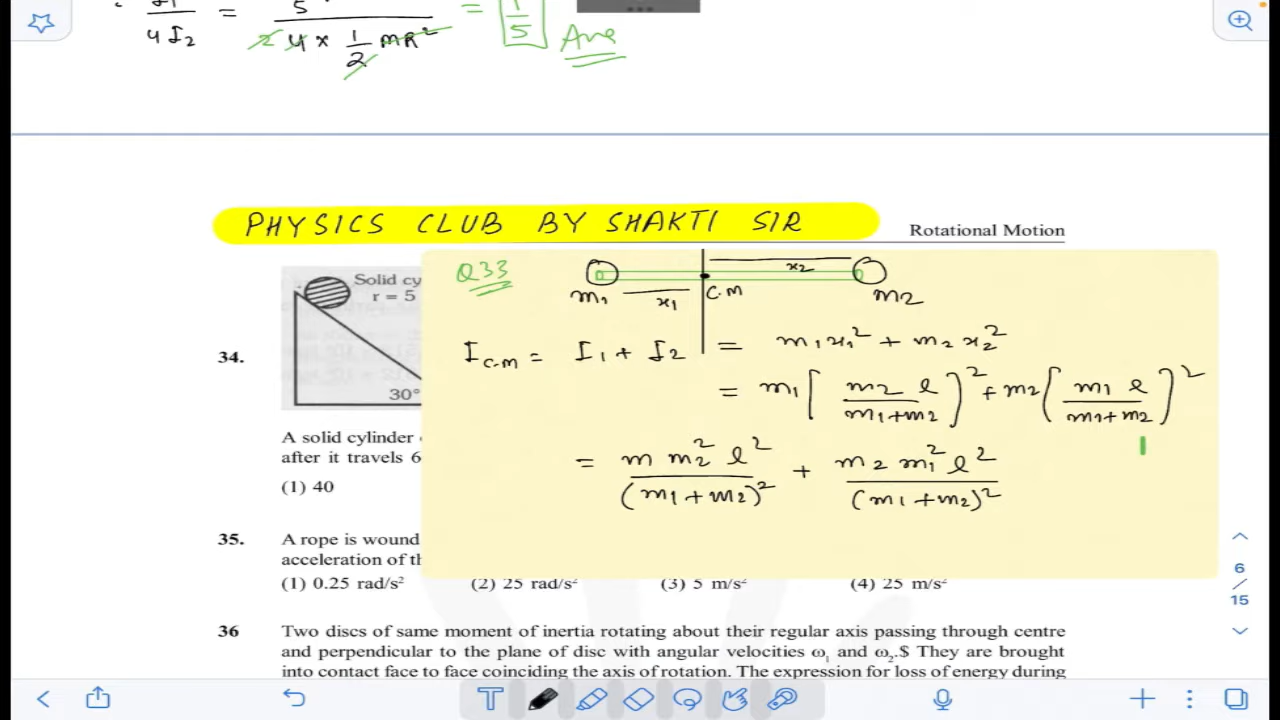 4 I₂ = 5 / 4 × 1/2 mR² = 1/5 Ans
PHYSICS CLUB BY SHAKTI SIR
Rotational Motion
Q33
m₁ x₁ C.M x₂ m₂
Solid cy
r = 5
34.
30°
I_C.M = I₁ + I₂ = m₁x₁² + m₂x₂²
= m₁ [ m₂ l / m₁+m₂ ]² + m₂ ( m₁ l / m₁+m₂ )²
= m m₂² l² / (m₁+m₂)² + m₂ m₁² l² / (m₁+m₂)²
A solid cylinder
after it travels 6
(1) 40
35. A rope is wound
acceleration of th
(1) 0.25 rad/s² (2) 25 rad/s² (3) 5 m/s² (4) 25 m/s²
36 Two discs of same moment of inertia rotating about their regular axis passing through centre
and perpendicular to the plane of disc with angular velocities ω₁ and ω₂.$ They are brought
into contact face to face coinciding the axis of rotation. The expression for loss of energy during
6
/
15